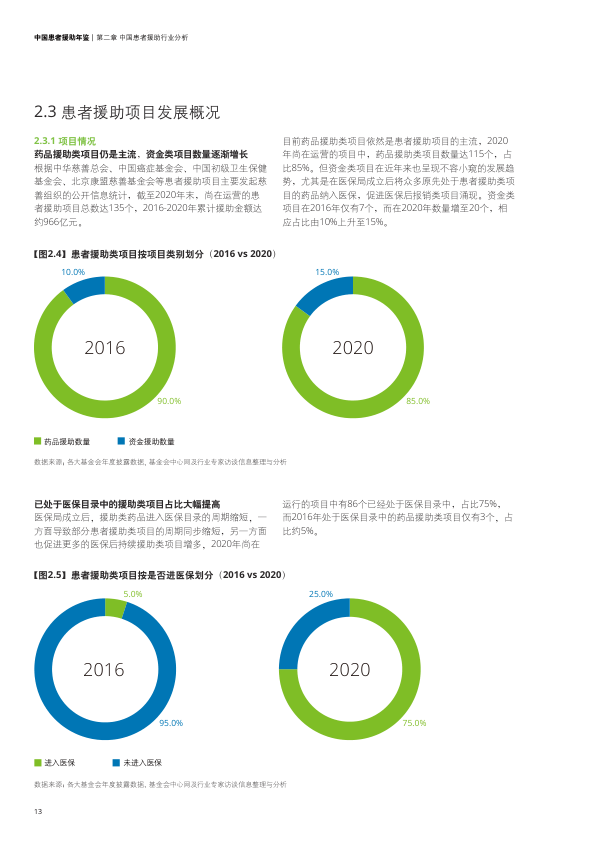 中国患者援助年鉴 | 第二章 中国患者援助行业分析
2.3 患者援助项目发展概况
2.3.1 项目情况
药品援助类项目仍是主流，资金类项目数量逐渐增长
根据中华慈善总会、中国癌症基金会、中国初级卫生保健
基金会、北京康盟慈善基金会等患者援助项目主要发起慈
善组织的公开信息统计，截至2020年末，尚在运营的患
者援助项目总数达135个，2016-2020年累计援助金额达
约966亿元。
目前药品援助类项目依然是患者援助项目的主流，2020
年尚在运营的项目中，药品援助类项目数量达115个，占
比85%。但资金类项目在近年来也呈现不容小窥的发展趋
势，尤其是在医保局成立后将众多原先处于患者援助类项
目的药品纳入医保，促进医保后报销类项目涌现。资金类
项目在2016年仅有7个，而在2020年数量增至20个，相
应占比由10%上升至15%。
【图2.4】患者援助类项目按项目类别划分（2016 vs 2020）
10.0%
2016
90.0%
15.0%
2020
85.0%
药品援助数量
资金援助数量
数据来源：各大基金会年度披露数据，基金会中心网及行业专家访谈信息整理与分析
已处于医保目录中的援助类项目占比大幅提高
医保局成立后，援助类药品进入医保目录的周期缩短，一
方面导致部分患者援助类项目的周期同步缩短，另一方面
也促进更多的医保后持续援助类项目增多。2020年尚在
运行的项目中有86个已经处于医保目录中，占比75%，
而2016年处于医保目录中的药品援助类项目仅有3个，占
比约5%。
【图2.5】患者援助类项目按是否进医保划分（2016 vs 2020）
5.0%
2016
95.0%
25.0%
2020
75.0%
进入医保
未进入医保
数据来源：各大基金会年度披露数据，基金会中心网及行业专家访谈信息整理与分析
13